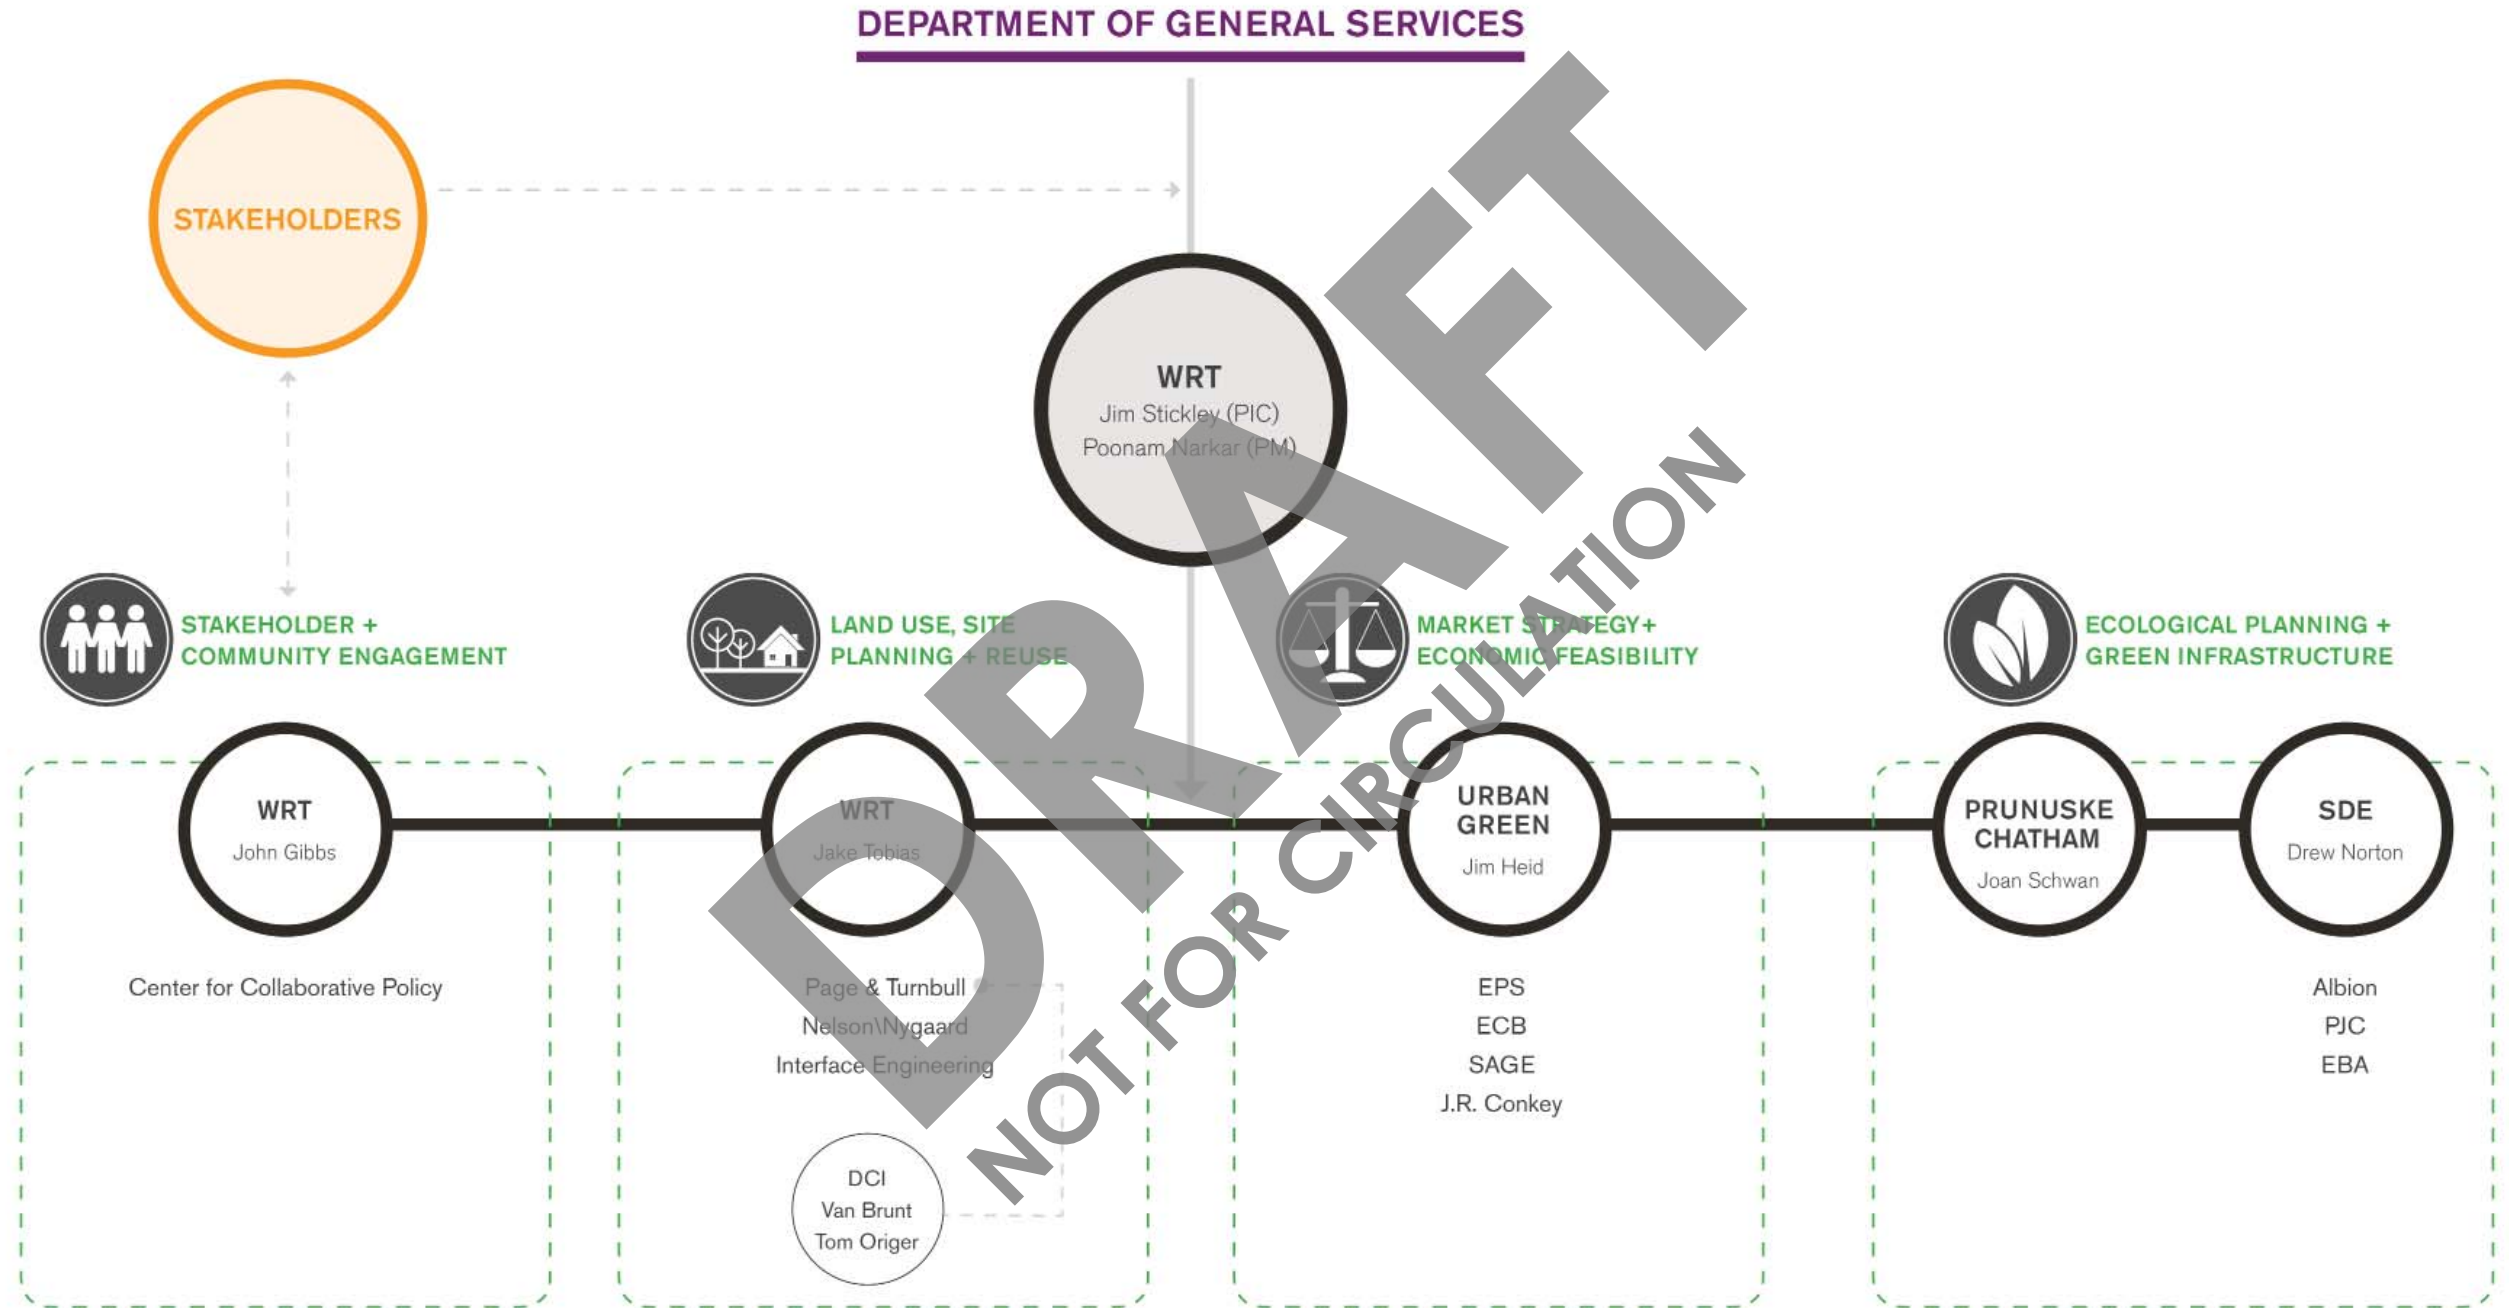 DEPARTMENT OF GENERAL SERVICES
STAKEHOLDERS
WRT
Jim Stickley (PIC)
Poonam Narkar (PM)
STAKEHOLDER +
COMMUNITY ENGAGEMENT
LAND USE, SITE
PLANNING + REUSE
MARKET STRATEGY+
ECONOMIC FEASIBILITY
ECOLOGICAL PLANNING +
GREEN INFRASTRUCTURE
WRT
John Gibbs
WRT
Jake Tobias
URBAN
GREEN
Jim Heid
PRUNUSKE
CHATHAM
Joan Schwan
SDE
Drew Norton
Center for Collaborative Policy
Page & Turnbull
Nelson\Nygaard
Interface Engineering
DCI
Van Brunt
Tom Origer
EPS
ECB
SAGE
J.R. Conkey
Albion
PJC
EBA
DRAFT
NOT FOR CIRCULATION